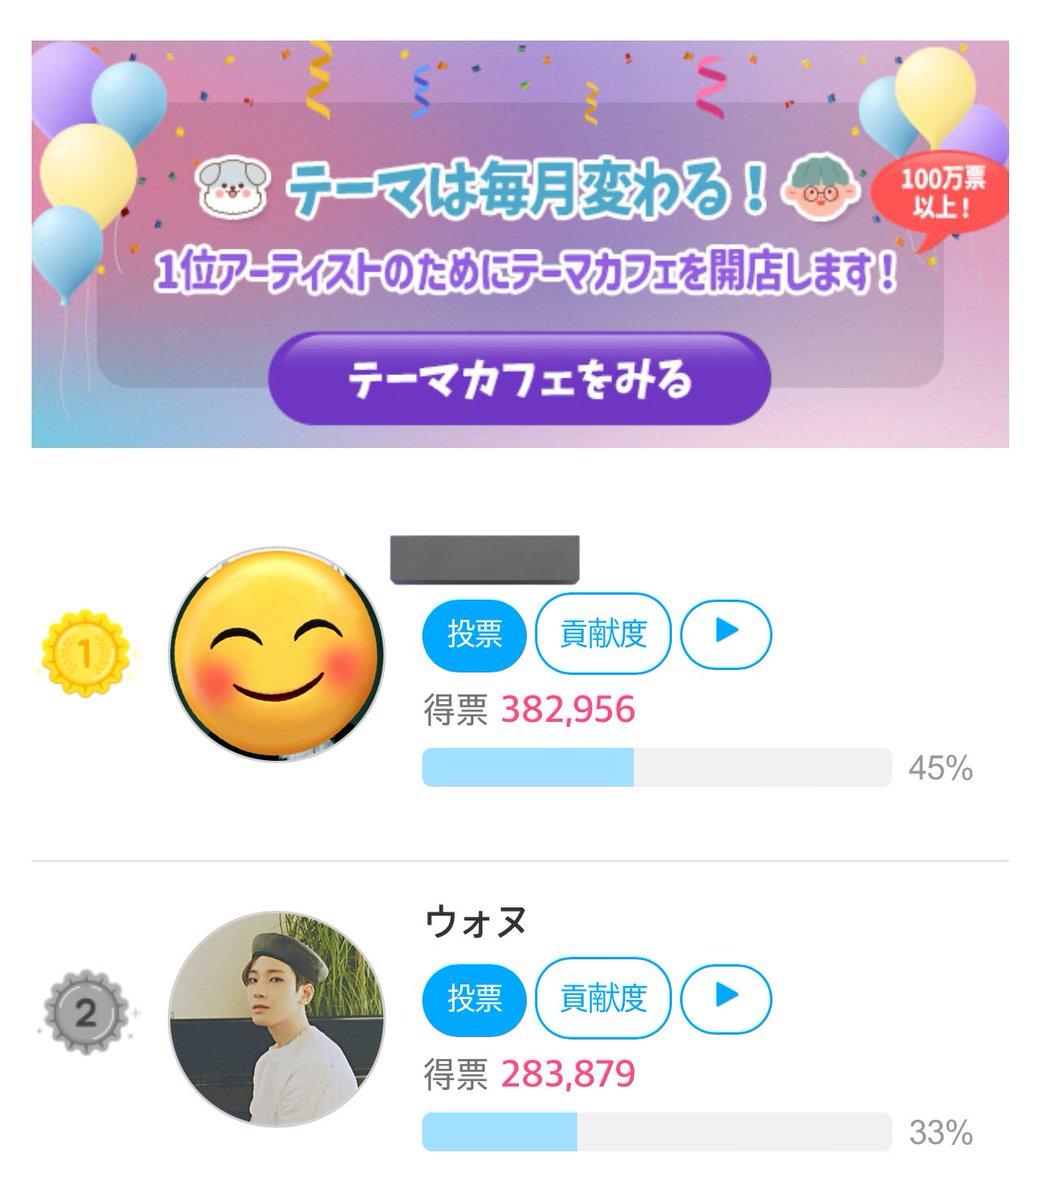 テーマは毎月変わる！
100万票
以上！
1位アーティストのためにテーマカフェを開店します！
テーマカフェをみる
1
投票 貢献度
得票 382,956
45%
2
ウォヌ
投票 貢献度
得票 283,879
33%